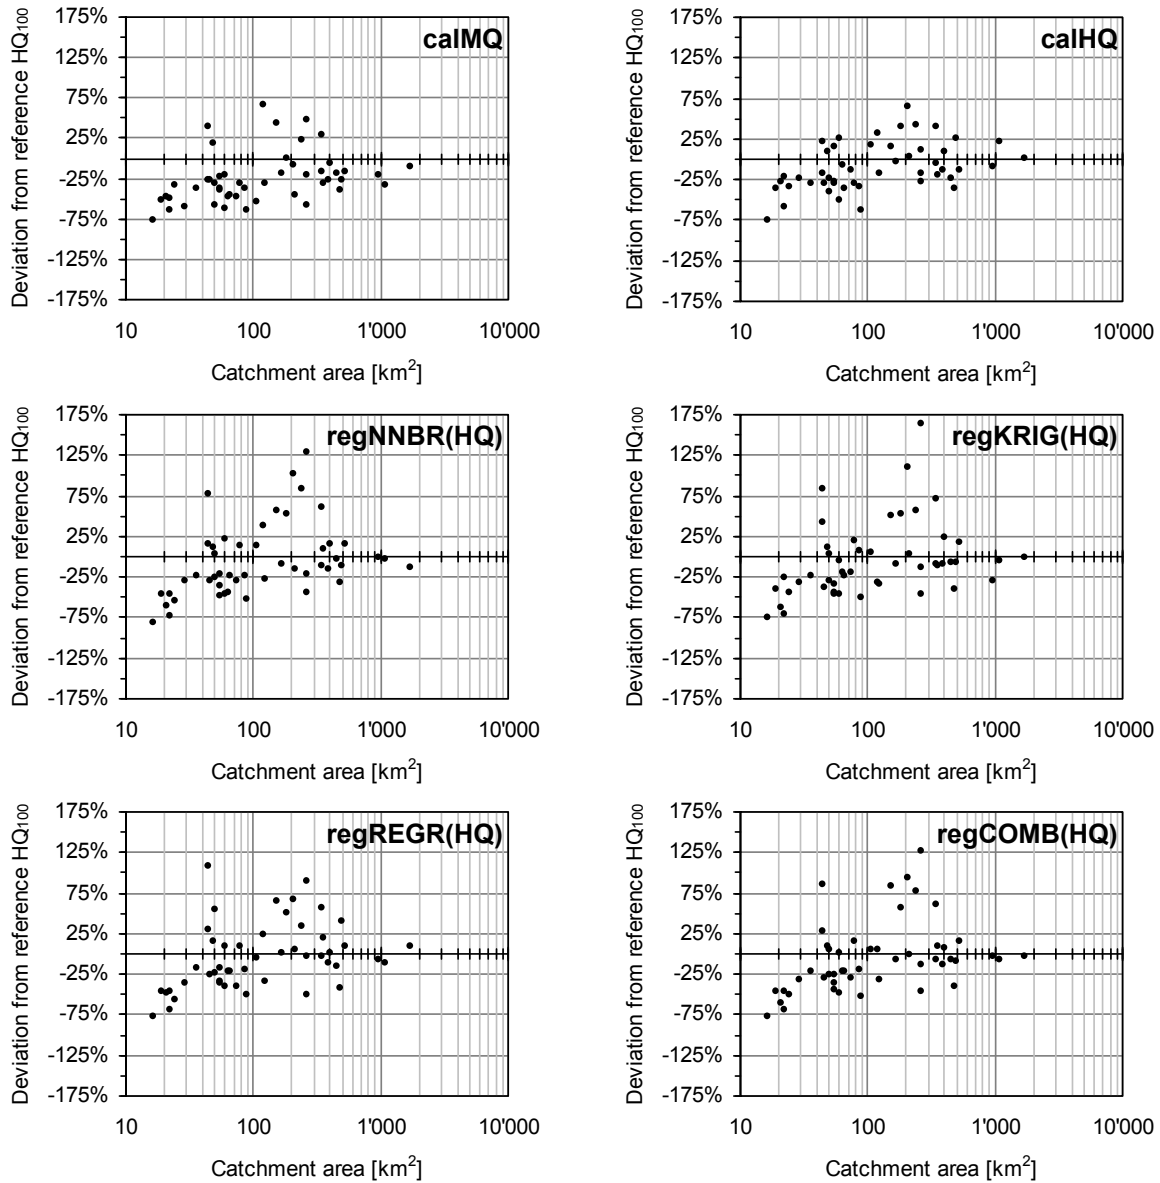 175%
125%
75%
25%
-25%
-75%
-125%
-175%
Deviation from reference HQ100
calMQ
10 100 1'000 10'000
Catchment area [km2]
175%
125%
75%
25%
-25%
-75%
-125%
-175%
Deviation from reference HQ100
calHQ
10 100 1'000 10'000
Catchment area [km2]
175%
125%
75%
25%
-25%
-75%
-125%
-175%
Deviation from reference HQ100
regNNBR(HQ)
10 100 1'000 10'000
Catchment area [km2]
175%
125%
75%
25%
-25%
-75%
-125%
-175%
Deviation from reference HQ100
regKRIG(HQ)
10 100 1'000 10'000
Catchment area [km2]
175%
125%
75%
25%
-25%
-75%
-125%
-175%
Deviation from reference HQ100
regREGR(HQ)
10 100 1'000 10'000
Catchment area [km2]
175%
125%
75%
25%
-25%
-75%
-125%
-175%
Deviation from reference HQ100
regCOMB(HQ)
10 100 1'000 10'000
Catchment area [km2]